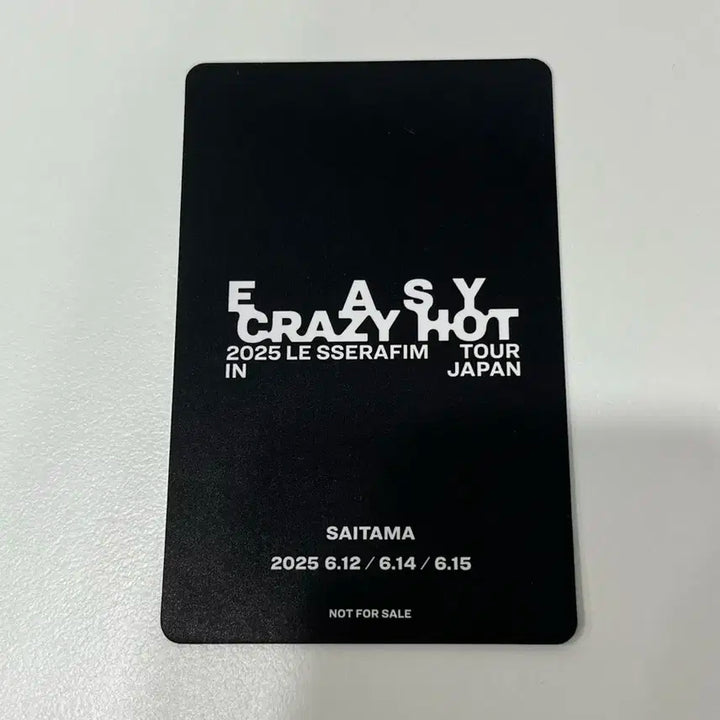 EASY
CRAZY HOT
2025 LE SSERAFIM TOUR
IN JAPAN
SAITAMA
2025 6.12 / 6.14 / 6.15
NOT FOR SALE